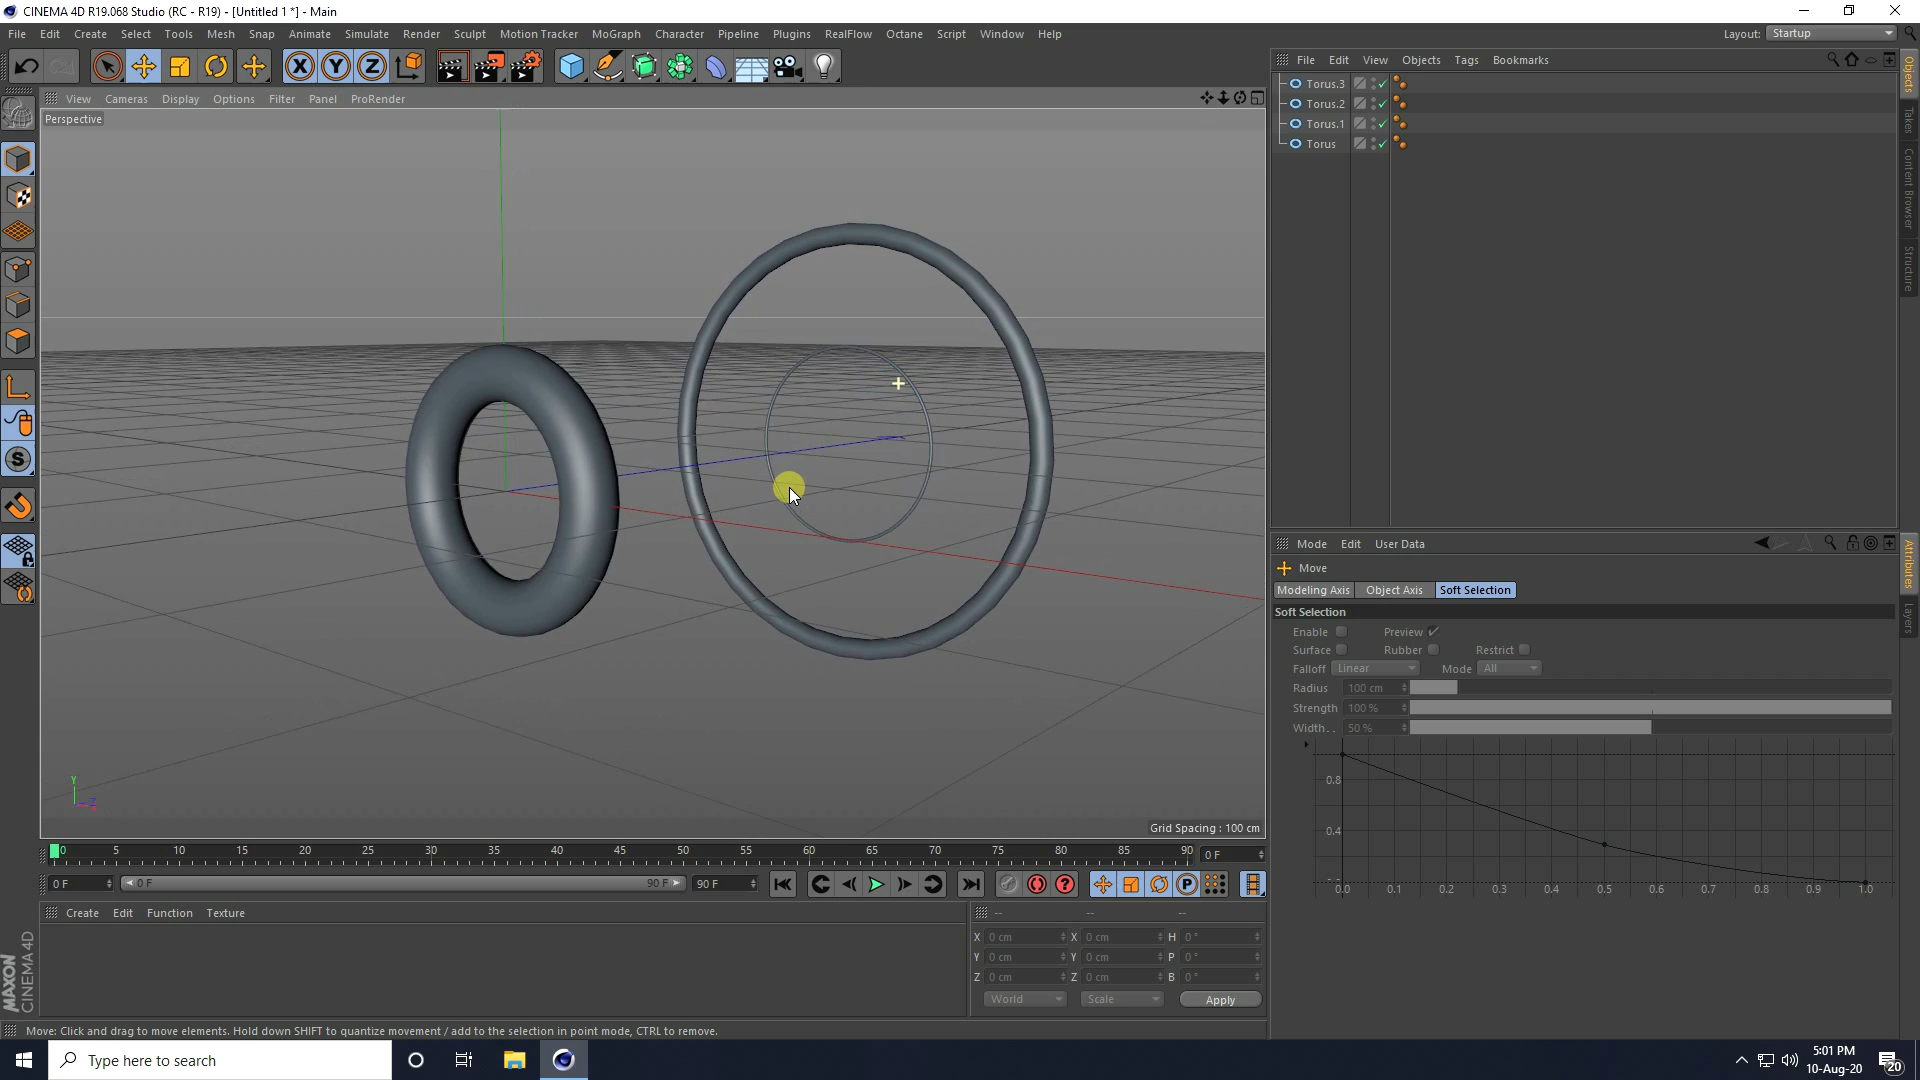 CINEMA 4D R19.068 Studio (RC - R19) - [Untitled 1 *] - Main
File Edit Create Select Tools Mesh Snap Animate Simulate Render Sculpt Motion Tracker MoGraph Character Pipeline Plugins RealFlow Octane Script Window Help
Layout: Startup
X Y Z
View Cameras Display Options Filter Panel ProRender
Perspective
File Edit View Objects Tags Bookmarks
Torus.3
Torus.2
Torus.1
Torus
Objects
Takes
Content Browser
Structure
Mode Edit User Data
Move
Modeling Axis Object Axis Soft Selection
Soft Selection
Enable Preview
Surface Rubber Restrict
Falloff Linear Mode All
Radius 100 cm
Strength 100 %
Width.. 50 %
0.8
0.4
0.0 0.1 0.2 0.3 0.4 0.5 0.6 0.7 0.8 0.9 1.0
Attributes
Layers
Y
Z
Grid Spacing : 100 cm
0 5 10 15 20 25 30 35 40 45 50 55 60 65 70 75 80 85 90 0 F
0 F 0 F 90 F 90 F
Create Edit Function Texture
-- -- --
X 0 cm X 0 cm H 0 °
Y 0 cm Y 0 cm P 0 °
Z 0 cm Z 0 cm B 0 °
World Scale Apply
MAXON
CINEMA 4D
Move: Click and drag to move elements. Hold down SHIFT to quantize movement / add to the selection in point mode, CTRL to remove.
Type here to search
5:01 PM
10-Aug-20
20